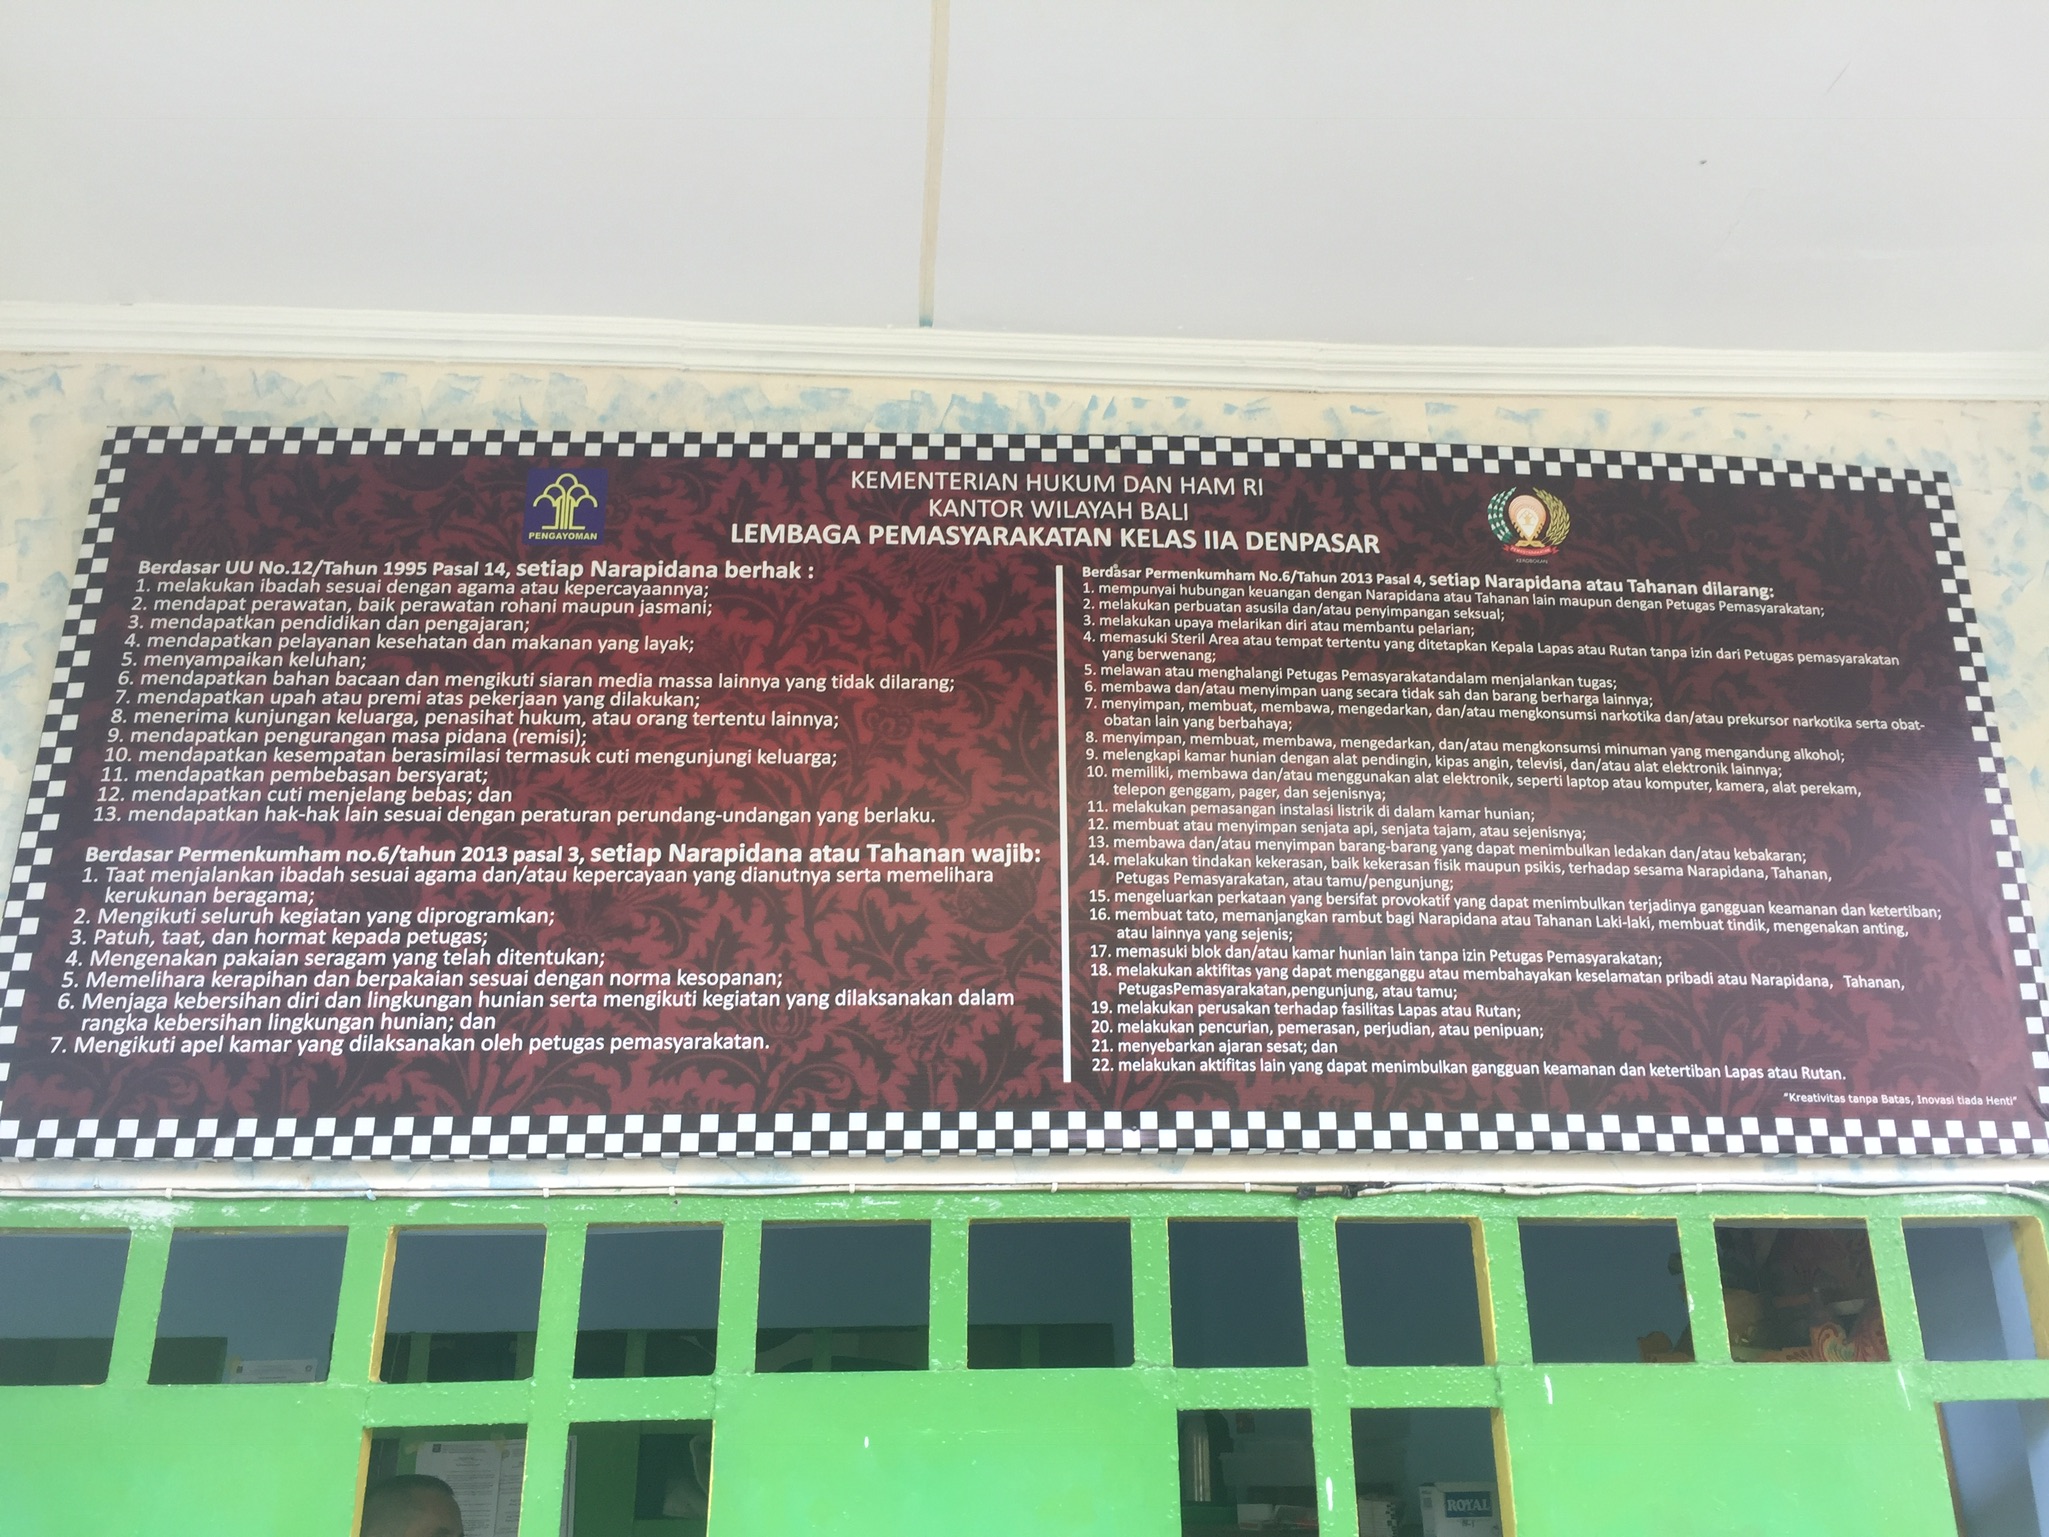 KEMENTERIAN HUKUM DAN HAM RI
KANTOR WILAYAH BALI
LEMBAGA PEMASYARAKATAN KELAS IIA DENPASAR
PENGAYOMAN
Berdasar UU No.12/Tahun 1995 Pasal 14, setiap Narapidana berhak :
1. melakukan ibadah sesuai dengan agama atau kepercayaannya;
2. mendapat perawatan, baik perawatan rohani maupun jasmani;
3. mendapatkan pendidikan dan pengajaran;
4. mendapatkan pelayanan kesehatan dan makanan yang layak;
5. menyampaikan keluhan;
6. mendapatkan bahan bacaan dan mengikuti siaran media massa lainnya yang tidak dilarang;
7. mendapatkan upah atau premi atas pekerjaan yang dilakukan;
8. menerima kunjungan keluarga, penasihat hukum, atau orang tertentu lainnya;
9. mendapatkan pengurangan masa pidana (remisi);
10. mendapatkan kesempatan berasimilasi termasuk cuti mengunjungi keluarga;
11. mendapatkan pembebasan bersyarat;
12. mendapatkan cuti menjelang bebas; dan
13. mendapatkan hak-hak lain sesuai dengan peraturan perundang-undangan yang berlaku.
Berdasar Permenkumham no.6/tahun 2013 pasal 3, setiap Narapidana atau Tahanan wajib:
1. Taat menjalankan ibadah sesuai agama dan/atau kepercayaan yang dianutnya serta memelihara
kerukunan beragama;
2. Mengikuti seluruh kegiatan yang diprogramkan;
3. Patuh, taat, dan hormat kepada petugas;
4. Mengenakan pakaian seragam yang telah ditentukan;
5. Memelihara kerapihan dan berpakaian sesuai dengan norma kesopanan;
6. Menjaga kebersihan diri dan lingkungan hunian serta mengikuti kegiatan yang dilaksanakan dalam
rangka kebersihan lingkungan hunian; dan
7. Mengikuti apel kamar yang dilaksanakan oleh petugas pemasyarakatan.
Berdasar Permenkumham No.6/Tahun 2013 Pasal 4, setiap Narapidana atau Tahanan dilarang:
1. mempunyai hubungan keuangan dengan Narapidana atau Tahanan lain maupun dengan Petugas Pemasyarakatan;
2. melakukan perbuatan asusila dan/atau penyimpangan seksual;
3. melakukan upaya melarikan diri atau membantu pelarian;
4. memasuki Steril Area atau tempat tertentu yang ditetapkan Kepala Lapas atau Rutan tanpa izin dari Petugas pemasyarakatan
yang berwenang;
5. melawan atau menghalangi Petugas Pemasyarakatandalam menjalankan tugas;
6. membawa dan/atau menyimpan uang secara tidak sah dan barang berharga lainnya;
7. menyimpan, membuat, membawa, mengedarkan, dan/atau mengkonsumsi narkotika dan/atau prekursor narkotika serta obat-
obatan lain yang berbahaya;
8. menyimpan, membuat, membawa, mengedarkan, dan/atau mengkonsumsi minuman yang mengandung alkohol;
9. melengkapi kamar hunian dengan alat pendingin, kipas angin, televisi, dan/atau alat elektronik lainnya;
10. memiliki, membawa dan/atau menggunakan alat elektronik, seperti laptop atau komputer, kamera, alat perekam,
telepon genggam, pager, dan sejenisnya;
11. melakukan pemasangan instalasi listrik di dalam kamar hunian;
12. membuat atau menyimpan senjata api, senjata tajam, atau sejenisnya;
13. membawa dan/atau menyimpan barang-barang yang dapat menimbulkan ledakan dan/atau kebakaran;
14. melakukan tindakan kekerasan, baik kekerasan fisik maupun psikis, terhadap sesama Narapidana, Tahanan,
Petugas Pemasyarakatan, atau tamu/pengunjung;
15. mengeluarkan perkataan yang bersifat provokatif yang dapat menimbulkan terjadinya gangguan keamanan dan ketertiban;
16. membuat tato, memanjangkan rambut bagi Narapidana atau Tahanan Laki-laki, membuat tindik, mengenakan anting,
atau lainnya yang sejenis;
17. memasuki blok dan/atau kamar hunian lain tanpa izin Petugas Pemasyarakatan;
18. melakukan aktifitas yang dapat mengganggu atau membahayakan keselamatan pribadi atau Narapidana, Tahanan,
PetugasPemasyarakatan,pengunjung, atau tamu;
19. melakukan perusakan terhadap fasilitas Lapas atau Rutan;
20. melakukan pencurian, pemerasan, perjudian, atau penipuan;
21. menyebarkan ajaran sesat; dan
22. melakukan aktifitas lain yang dapat menimbulkan gangguan keamanan dan ketertiban Lapas atau Rutan.
"Kreativitas tanpa Batas, Inovasi tiada Henti"
ROYAL